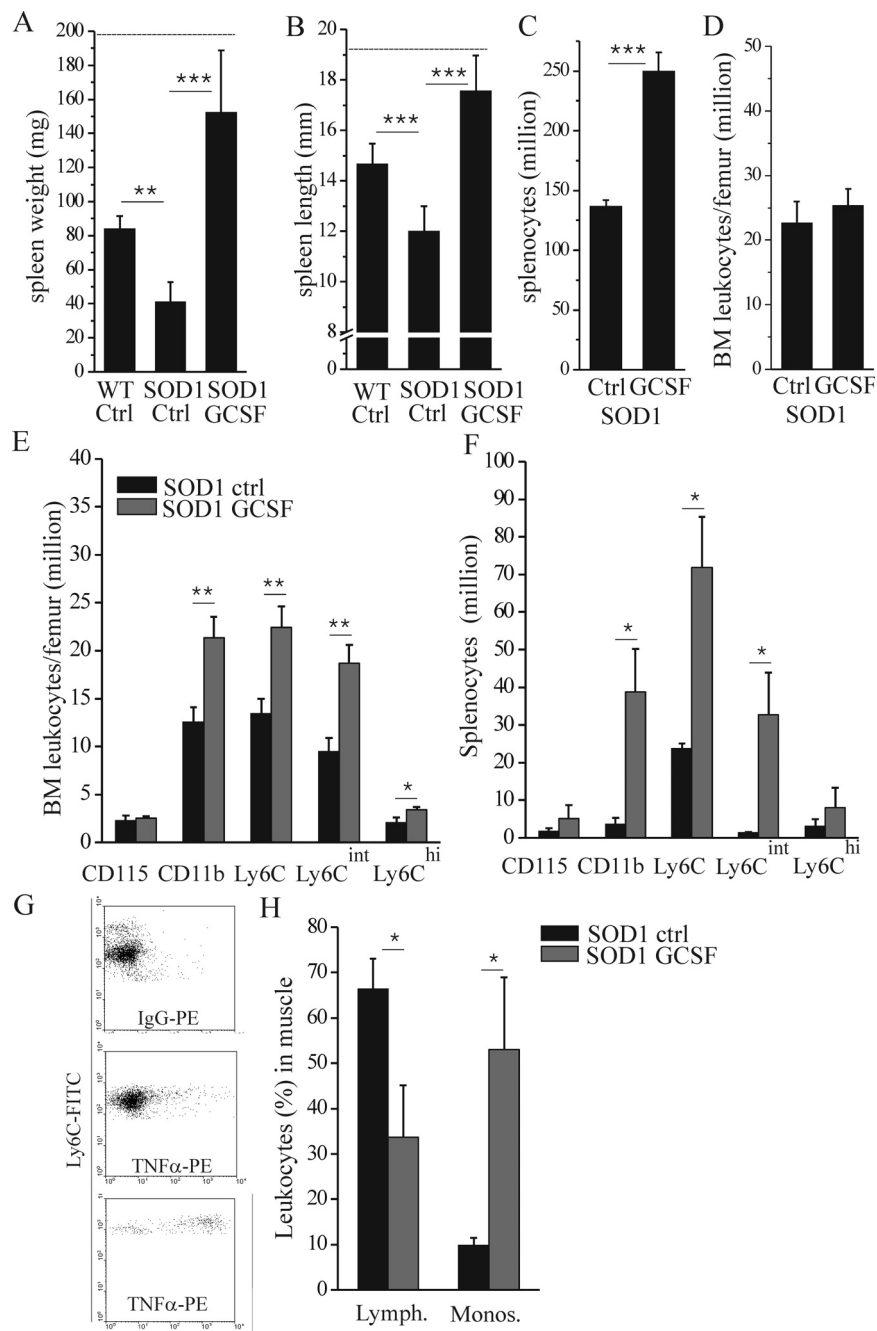 A
B
C
D
spleen weight (mg)
200
180
160
140
120
100
80
60
40
20
0
***
**
WT SOD1 SOD1
Ctrl Ctrl GCSF
spleen length (mm)
20
18
16
14
12
10
8
0
***
***
WT SOD1 SOD1
Ctrl Ctrl GCSF
splenocytes (million)
250
200
150
100
50
0
***
Ctrl GCSF
SOD1
BM leukocytes/femur (million)
50
40
30
20
10
0
Ctrl GCSF
SOD1
E
BM leukocytes/femur (million)
40
35
30
25
20
15
10
5
0
SOD1 ctrl
SOD1 GCSF
**
**
**
*
CD115 CD11b Ly6C Ly6C int Ly6C hi
F
Splenocytes (million)
100
90
80
70
60
50
40
30
20
10
0
*
*
*
CD115 CD11b Ly6C Ly6C int Ly6C hi
G
Ly6C-FITC
IgG-PE
TNFα-PE
TNFα-PE
H
Leukocytes (%) in muscle
80
70
60
50
40
30
20
10
0
*
*
SOD1 ctrl
SOD1 GCSF
Lymph. Monos.